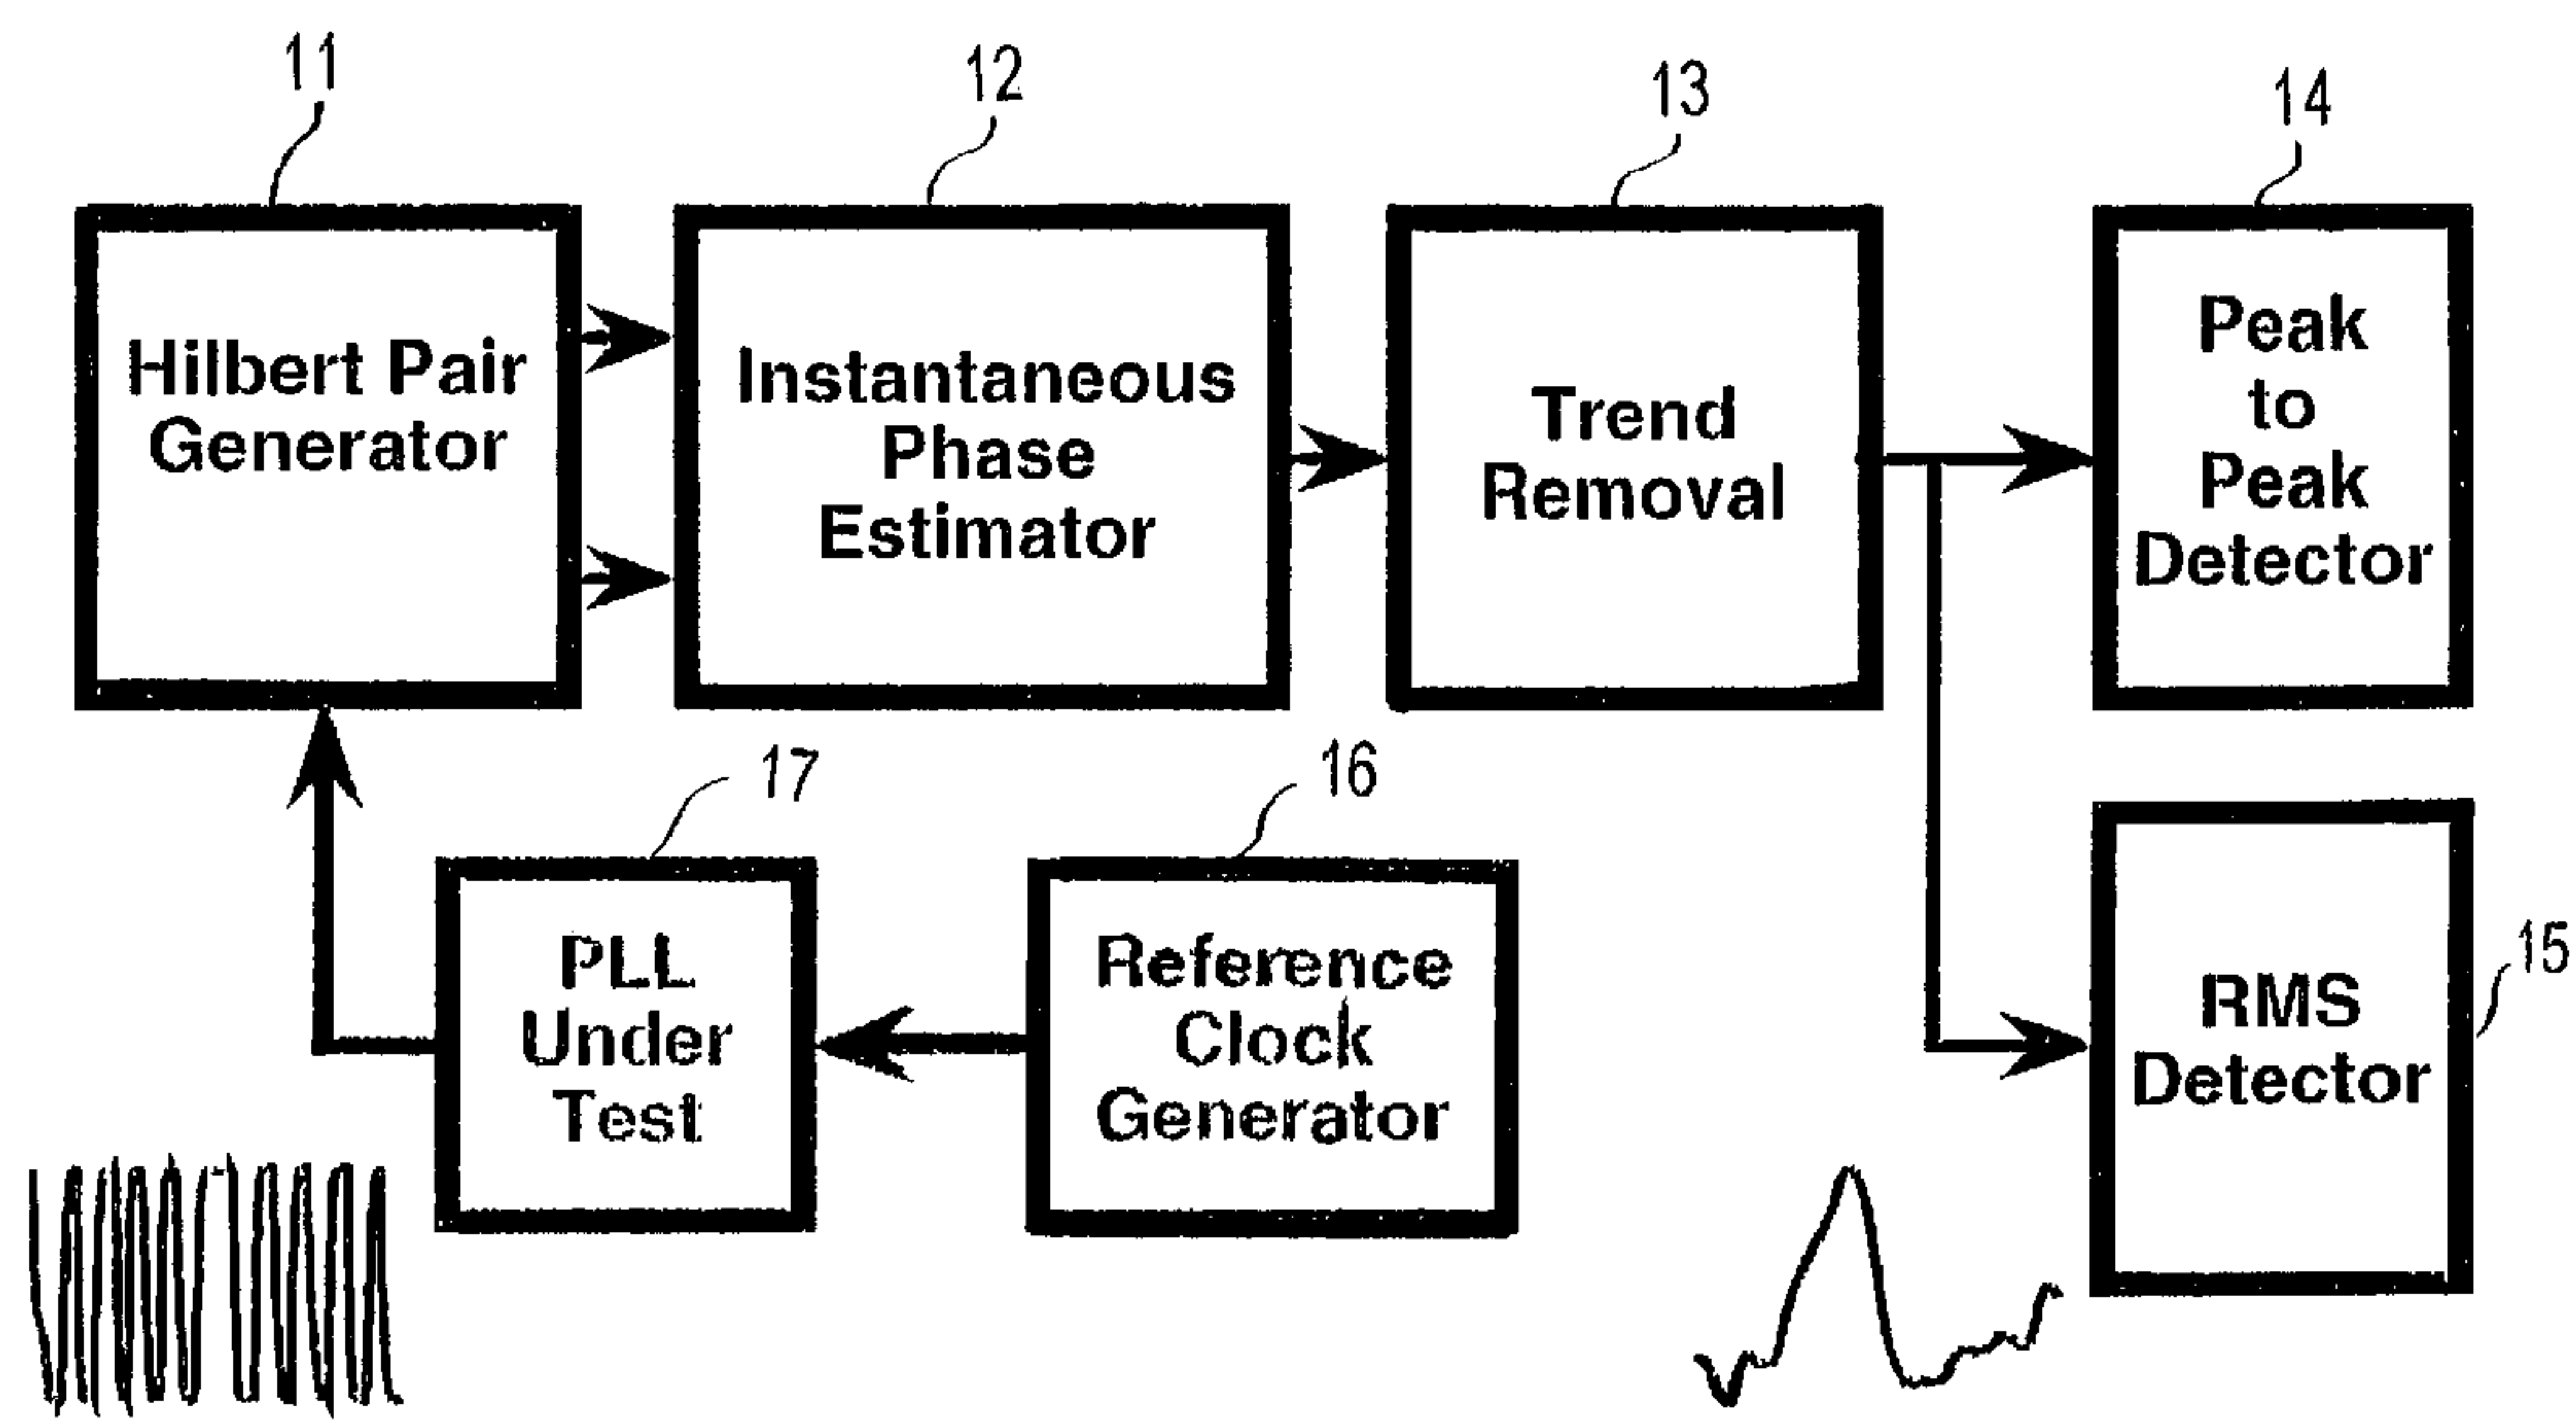 11
12
13
14
Hilbert Pair
Generator
Instantaneous
Phase
Estimator
Trend
Removal
Peak
to
Peak
Detector
17
16
15
PLL
Under
Test
Reference
Clock
Generator
RMS
Detector